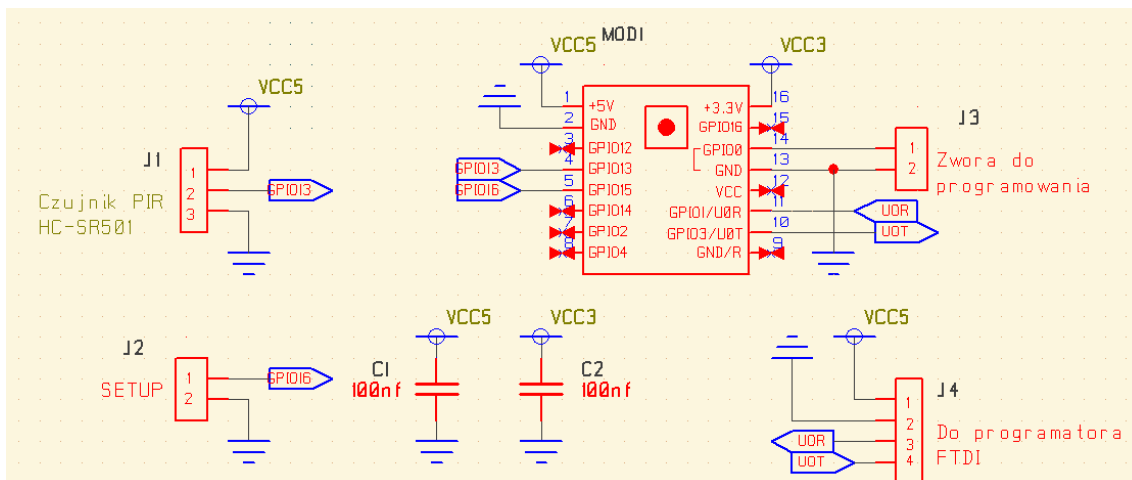 MOD1
VCC5
VCC3
VCC5
1
+5V
+3.3V
16
2
GND
GPIO16
15
3
GPIO12
GPIO0
14
4
GPIO13
GND
13
5
GPIO15
VCC
12
6
GPIO14
GPIO1/U0R
11
7
GPIO2
GPIO3/U0T
10
8
GPIO4
GND/R
9
GPIO13
GPIO16
U0R
U0T
J3
1
2
Zwora do
programowania
J1
1
2
3
GPIO13
Czujnik PIR
HC-SR501
J2
1
2
SETUP
GPIO16
VCC5
C1
100nf
VCC3
C2
100nf
VCC5
J4
1
2
3
4
U0R
U0T
Do programatora
FTDI